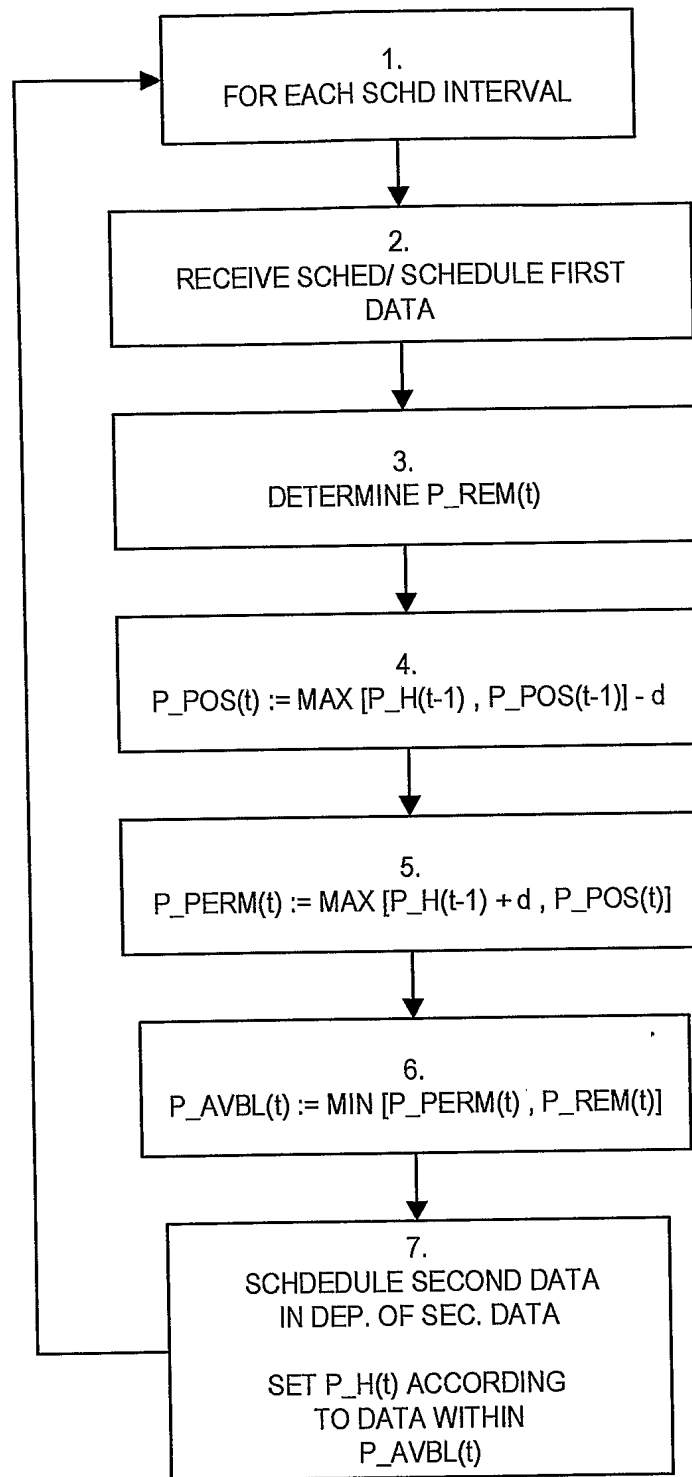 1.
FOR EACH SCHD INTERVAL
2.
RECEIVE SCHED/ SCHEDULE FIRST
DATA
3.
DETERMINE P_REM(t)
4.
P_POS(t) := MAX [P_H(t-1) , P_POS(t-1)] - d
5.
P_PERM(t) := MAX [P_H(t-1) + d , P_POS(t)]
6.
P_AVBL(t) := MIN [P_PERM(t) , P_REM(t)]
7.
SCHDEDULE SECOND DATA
IN DEP. OF SEC. DATA
SET P_H(t) ACCORDING
TO DATA WITHIN
P_AVBL(t)